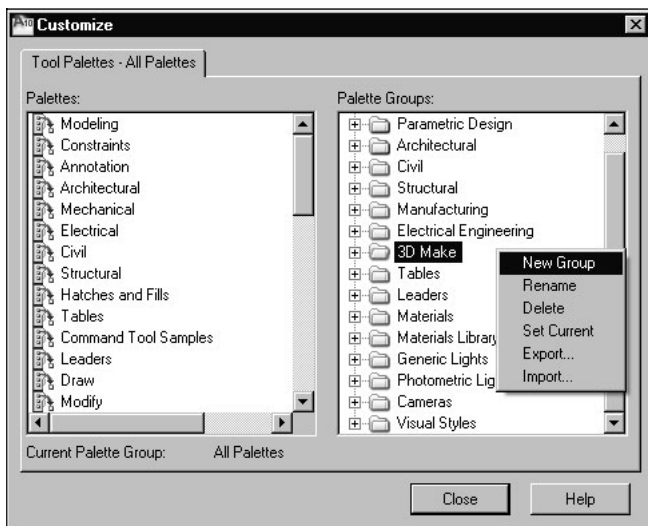 A10 Customize
Tool Palettes - All Palettes
Palettes:
Modeling
Constraints
Annotation
Architectural
Mechanical
Electrical
Civil
Structural
Hatches and Fills
Tables
Command Tool Samples
Leaders
Draw
Modify
Palette Groups:
Parametric Design
Architectural
Civil
Structural
Manufacturing
Electrical Engineering
3D Make
Tables
Leaders
Materials
Materials Library
Generic Lights
Photometric Lig
Cameras
Visual Styles
New Group
Rename
Delete
Set Current
Export...
Import...
Current Palette Group: All Palettes
Close
Help